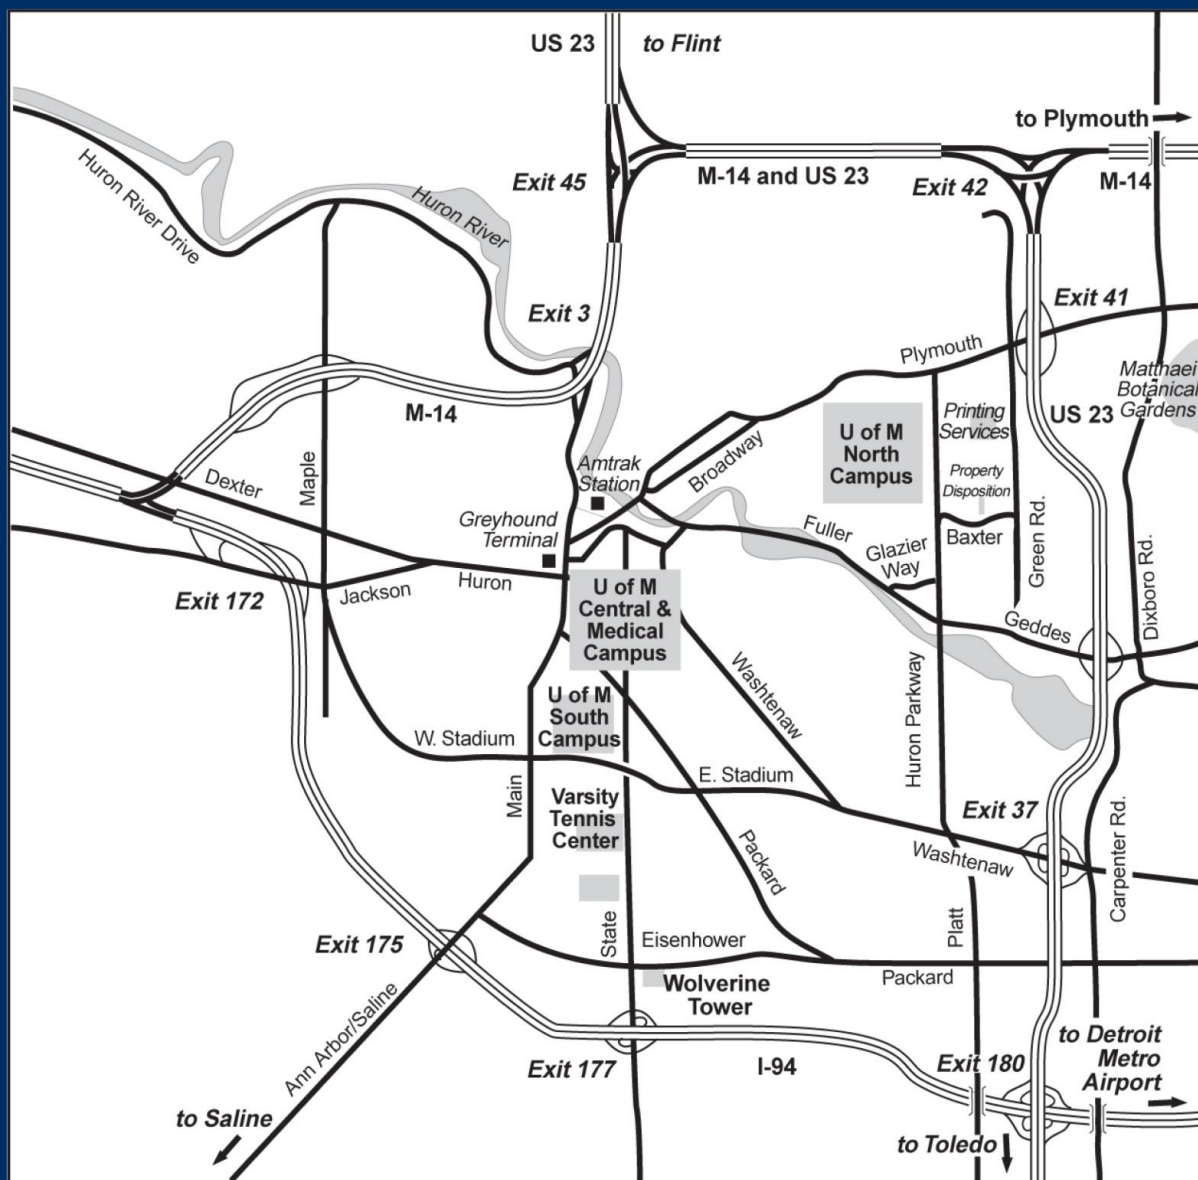 US 23
to Flint
to Plymouth
Exit 45
M-14 and US 23
Exit 42
M-14
Huron River Drive
Huron River
Exit 3
Exit 41
Plymouth
Matthaei
Botanical
Gardens
M-14
U of M
North
Campus
Printing
Services
US 23
Dexter
Maple
Amtrak
Station
Broadway
Property
Disposition
Greyhound
Terminal
Fuller
Baxter
Green Rd.
Glazier
Way
Dixboro Rd.
Exit 172
Jackson
Huron
U of M
Central &
Medical
Campus
Geddes
Washtenaw
Huron Parkway
U of M
South
Campus
W. Stadium
Main
E. Stadium
Varsity
Tennis
Center
Exit 37
Packard
Washtenaw
Carpenter Rd.
Exit 175
State
Eisenhower
Platt
Packard
Wolverine
Tower
Ann Arbor/Saline
Exit 177
I-94
Exit 180
to Detroit
Metro
Airport
to Saline
to Toledo